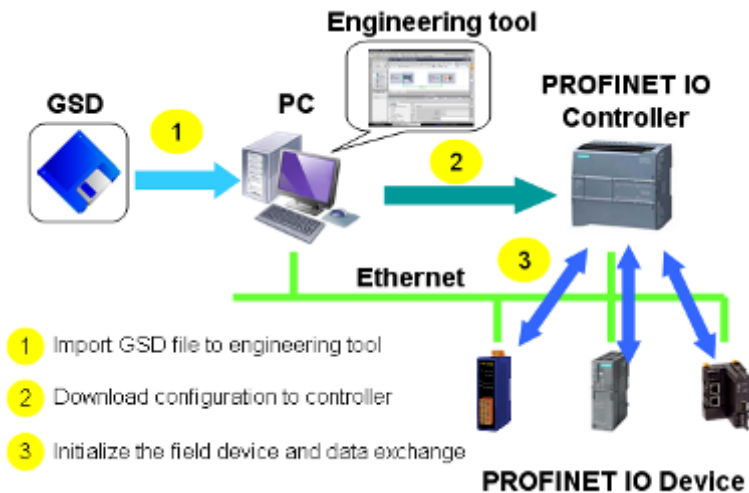 Engineering tool
GSD
PC
PROFINET IO
Controller
1
2
3
Ethernet
1 Import GSD file to engineering tool
2 Download configuration to controller
3 Initialize the field device and data exchange
PROFINET IO Device